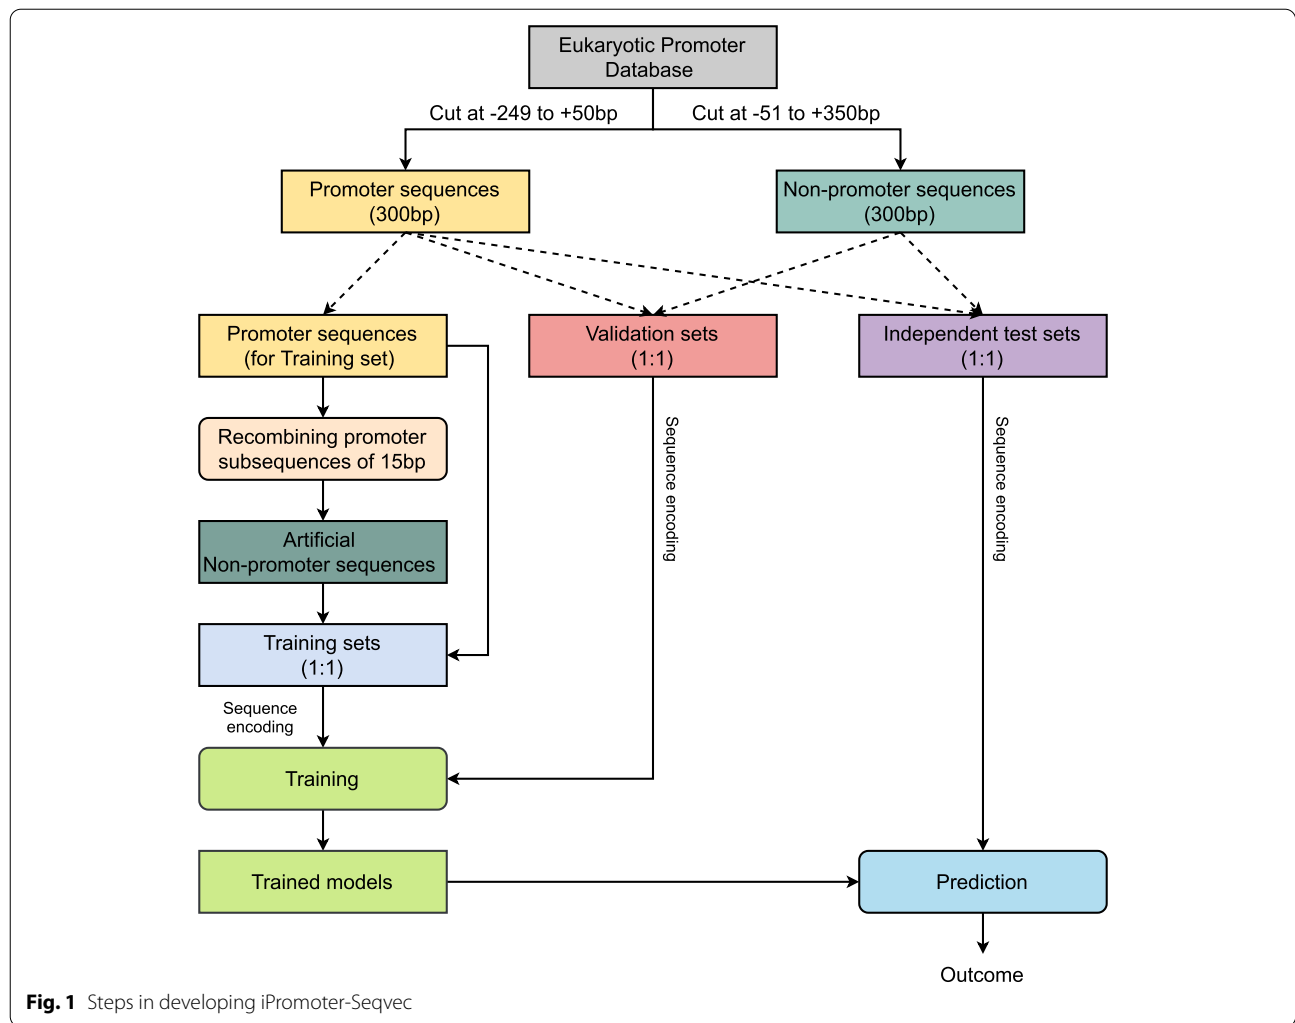 Eukaryotic Promoter
Database
Cut at -249 to +50bp
Cut at -51 to +350bp
Promoter sequences
(300bp)
Non-promoter sequences
(300bp)
Promoter sequences
(for Training set)
Validation sets
(1:1)
Independent test sets
(1:1)
Recombining promoter
subsequences of 15bp
Sequence encoding
Sequence encoding
Artificial
Non-promoter sequences
Training sets
(1:1)
Sequence
encoding
Training
Trained models
Prediction
Outcome
Fig. 1 Steps in developing iPromoter-Seqvec